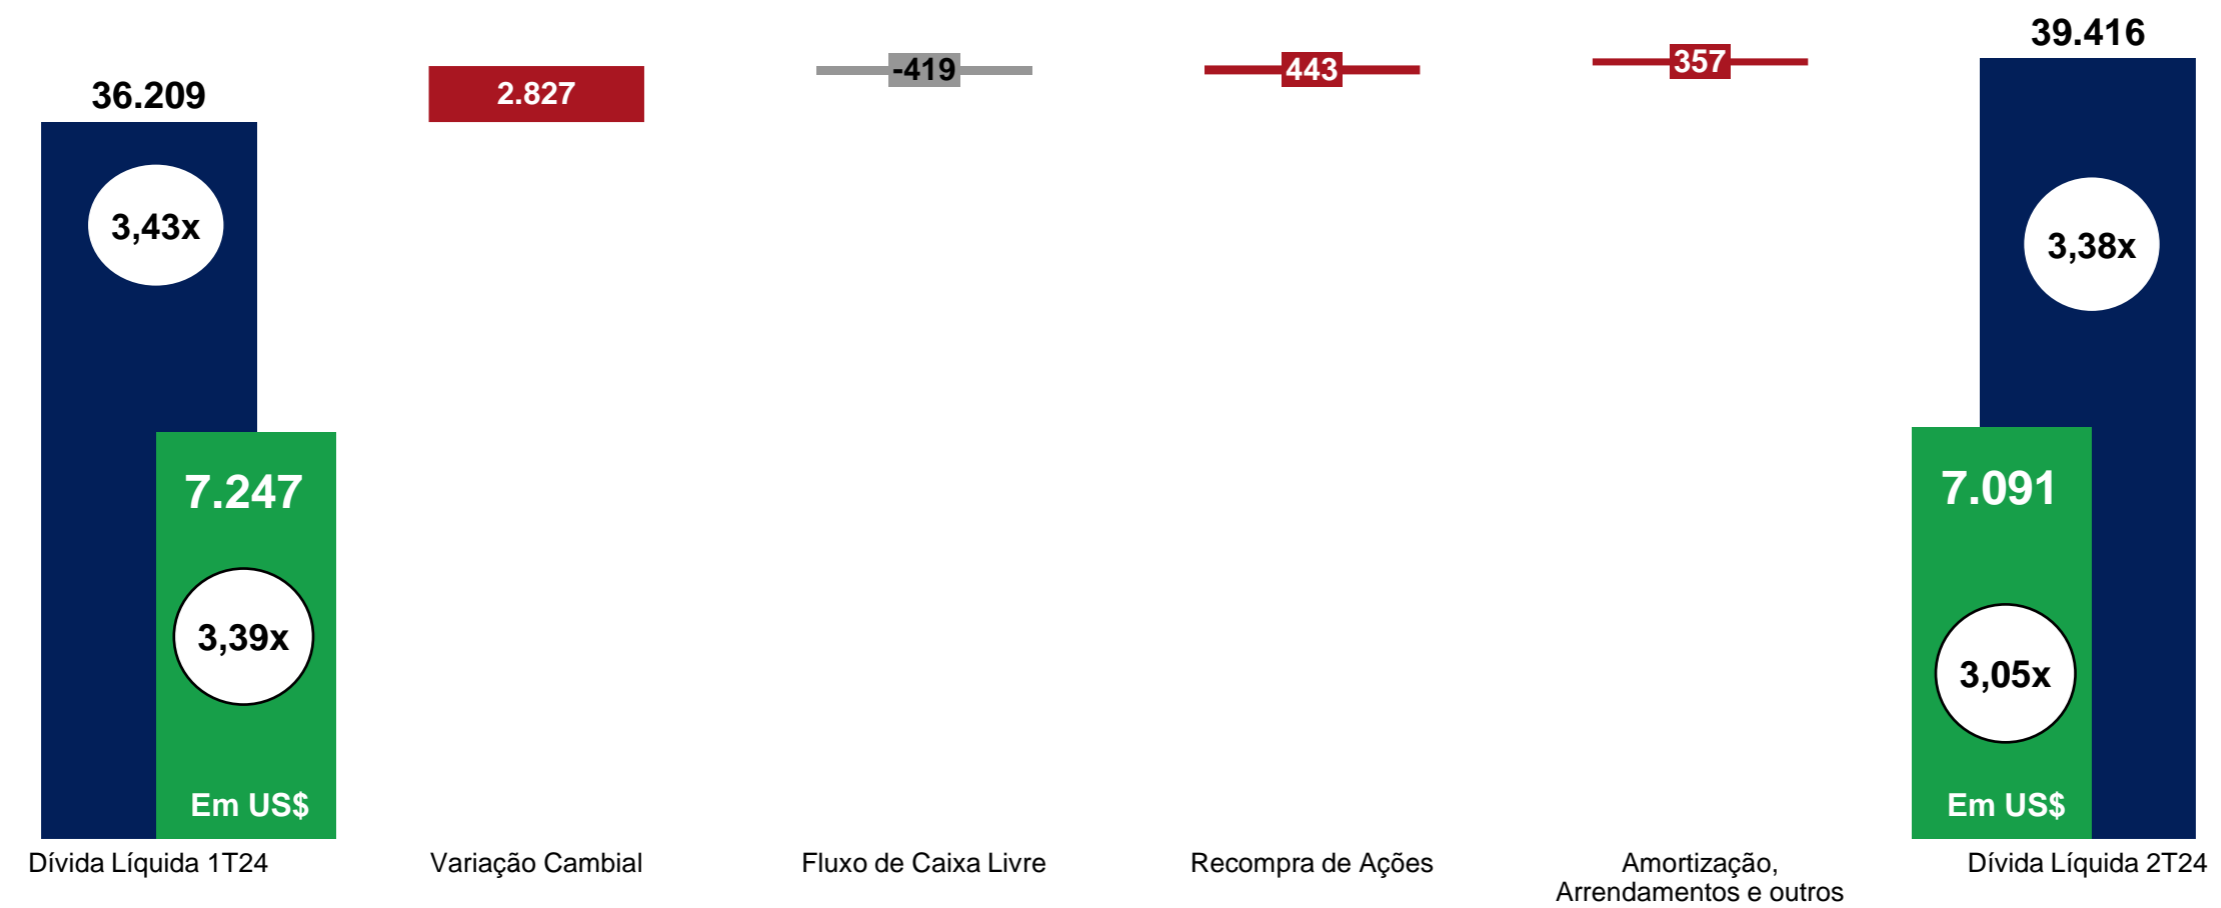 39.416
36.209
2.827
-419
443
357
3,43x
3,38x
7.247
7.091
3,39x
3,05x
Em US$
Em US$
Dívida Líquida 1T24
Variação Cambial
Fluxo de Caixa Livre
Recompra de Ações
Amortização,
Arrendamentos e outros
Dívida Líquida 2T24